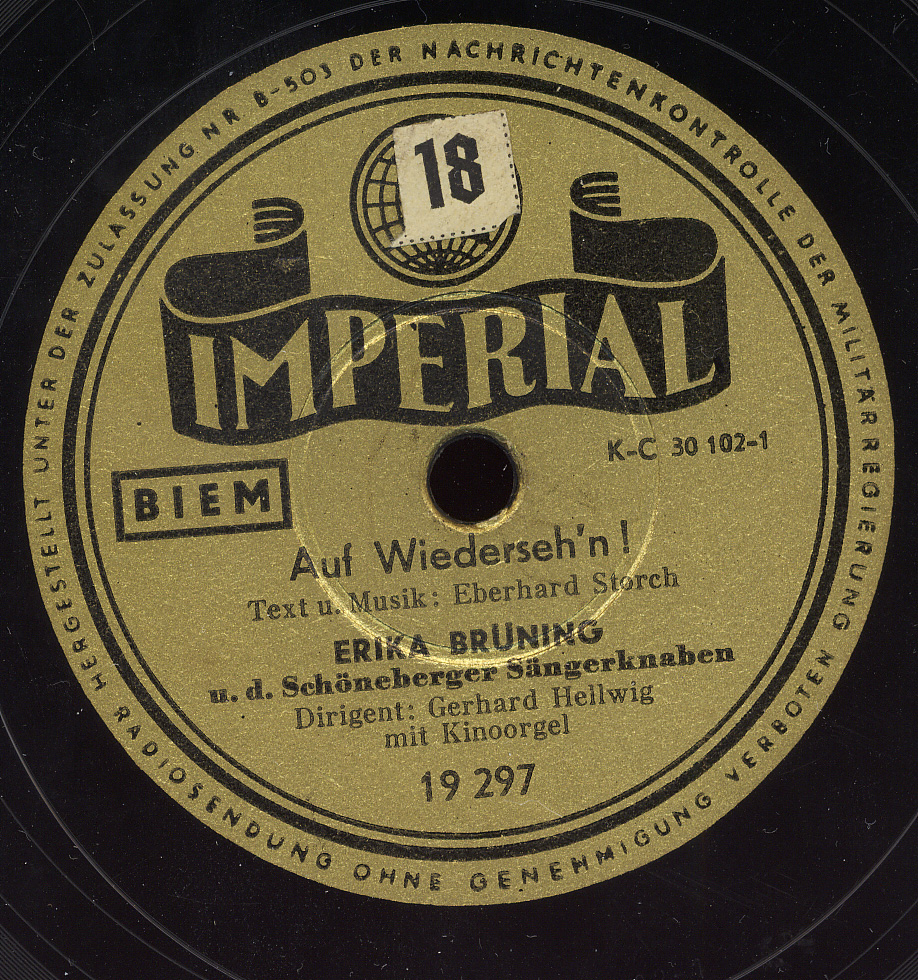 HERGESTELLT UNTER DER ZULASSUNG NR B-503 DER NACHRICHTENKONTROLLE DER MILITÄRREGIERUNG
18
IMPERIAL
K-C 30 102-1
BIEM
Auf Wiederseh'n!
Text u. Musik: Eberhard Storch
ERIKA BRÜNING
u. d. Schöneberger Sängerknaben
Dirigent: Gerhard Hellwig
mit Kinoorgel
19 297
RADIOSENDUNG OHNE GENEHMIGUNG VERBOTEN